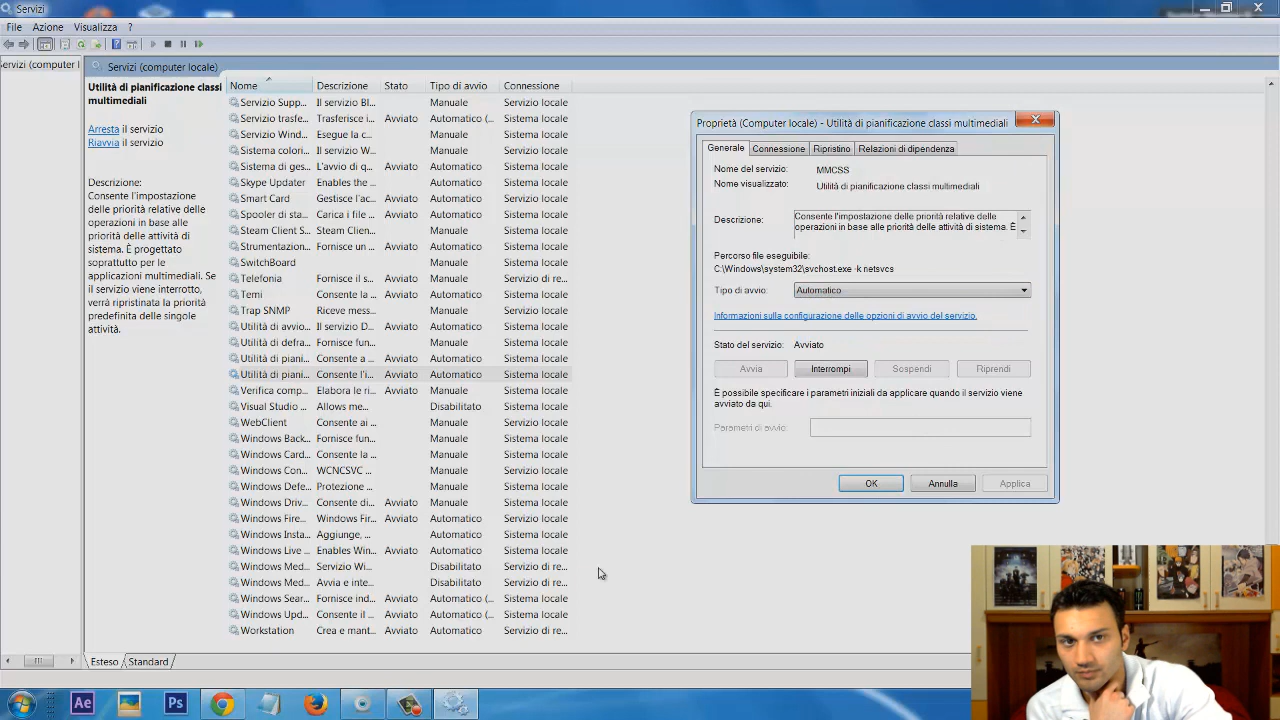 Servizi
File Azione Visualizza ?
Servizi (computer l
Servizi (computer locale)
Utilità di pianificazione classi
multimediali
Arresta il servizio
Riavvia il servizio
Descrizione:
Consente l'impostazione
delle priorità relative delle
operazioni in base alle
priorità delle attività di
sistema. È progettato
soprattutto per le
applicazioni multimediali. Se
il servizio viene interrotto,
verrà ripristinata la priorità
predefinita delle singole
attività.
Nome Descrizione Stato Tipo di avvio Connessione
Servizio Supp... Il servizio Bl... Manuale Servizio locale
Servizio trasfe... Trasferisce i... Avviato Automatico (... Sistema locale
Servizio Wind... Esegue la c... Manuale Sistema locale
Sistema colori... Il servizio W... Manuale Servizio locale
Sistema di ges... L'avvio di q... Avviato Manuale Sistema locale
Skype Updater Enables the ... Manuale Sistema locale
Smart Card Gestisce l'ac... Manuale Servizio locale
Spooler di sta... Carica i file ... Avviato Automatico Sistema locale
Steam Client S... Steam Clien... Manuale Sistema locale
Strumentazion... Fornisce un ... Avviato Automatico Sistema locale
SwitchBoard Manuale Sistema locale
Telefonia Fornisce il s... Avviato Manuale Servizio di re...
Temi Consente la... Avviato Automatico Sistema locale
Trap SNMP Riceve mess... Manuale Servizio locale
Utilità di avvio... Il servizio D... Avviato Automatico Sistema locale
Utilità di defra... Fornisce fun... Manuale Sistema locale
Utilità di piani... Consente a ... Avviato Automatico Sistema locale
Utilità di piani... Consente l'i... Avviato Automatico Sistema locale
Verifica comp... Elabora le ri... Avviato Manuale Sistema locale
Visual Studio ... Allows me... Disabilitato Sistema locale
WebClient Consente ai ... Manuale Servizio locale
Windows Back... Fornisce fun... Manuale Sistema locale
Windows Card... Consente la... Manuale Sistema locale
Windows Con... WCNCSVC ... Manuale Servizio locale
Windows Defe... Protezione ... Manuale Sistema locale
Windows Driv... Consente di... Avviato Manuale Sistema locale
Windows Fire... Windows Fir... Avviato Automatico Servizio locale
Windows Insta... Aggiunge, ... Avviato Automatico Sistema locale
Windows Live ... Enables Win... Avviato Automatico Sistema locale
Windows Med... Servizio Wi... Disabilitato Servizio di re...
Windows Med... Avvia e inte... Disabilitato Servizio di re...
Windows Sear... Fornisce ind... Avviato Automatico (... Sistema locale
Windows Upd... Consente il ... Avviato Automatico (... Sistema locale
Workstation Crea e mant... Avviato Automatico Servizio di re...
Esteso Standard
Proprietà (Computer locale) - Utilità di pianificazione classi multimediali
Generale Connessione Ripristino Relazioni di dipendenza
Nome del servizio: MMCSS
Nome visualizzato: Utilità di pianificazione classi multimediali
Descrizione: Consente l'impostazione delle priorità relative delle
operazioni in base alle priorità delle attività di sistema. È
Percorso file eseguibile:
C:\Windows\system32\svchost.exe -k netsvcs
Tipo di avvio: Automatico
Informazioni sulla configurazione delle opzioni di avvio del servizio.
Stato del servizio: Avviato
Avvia Interrompi Sospendi Riprendi
È possibile specificare i parametri iniziali da applicare quando il servizio viene
avviato da qui.
Parametri di avvio:
OK Annulla Applica
Ae Ps